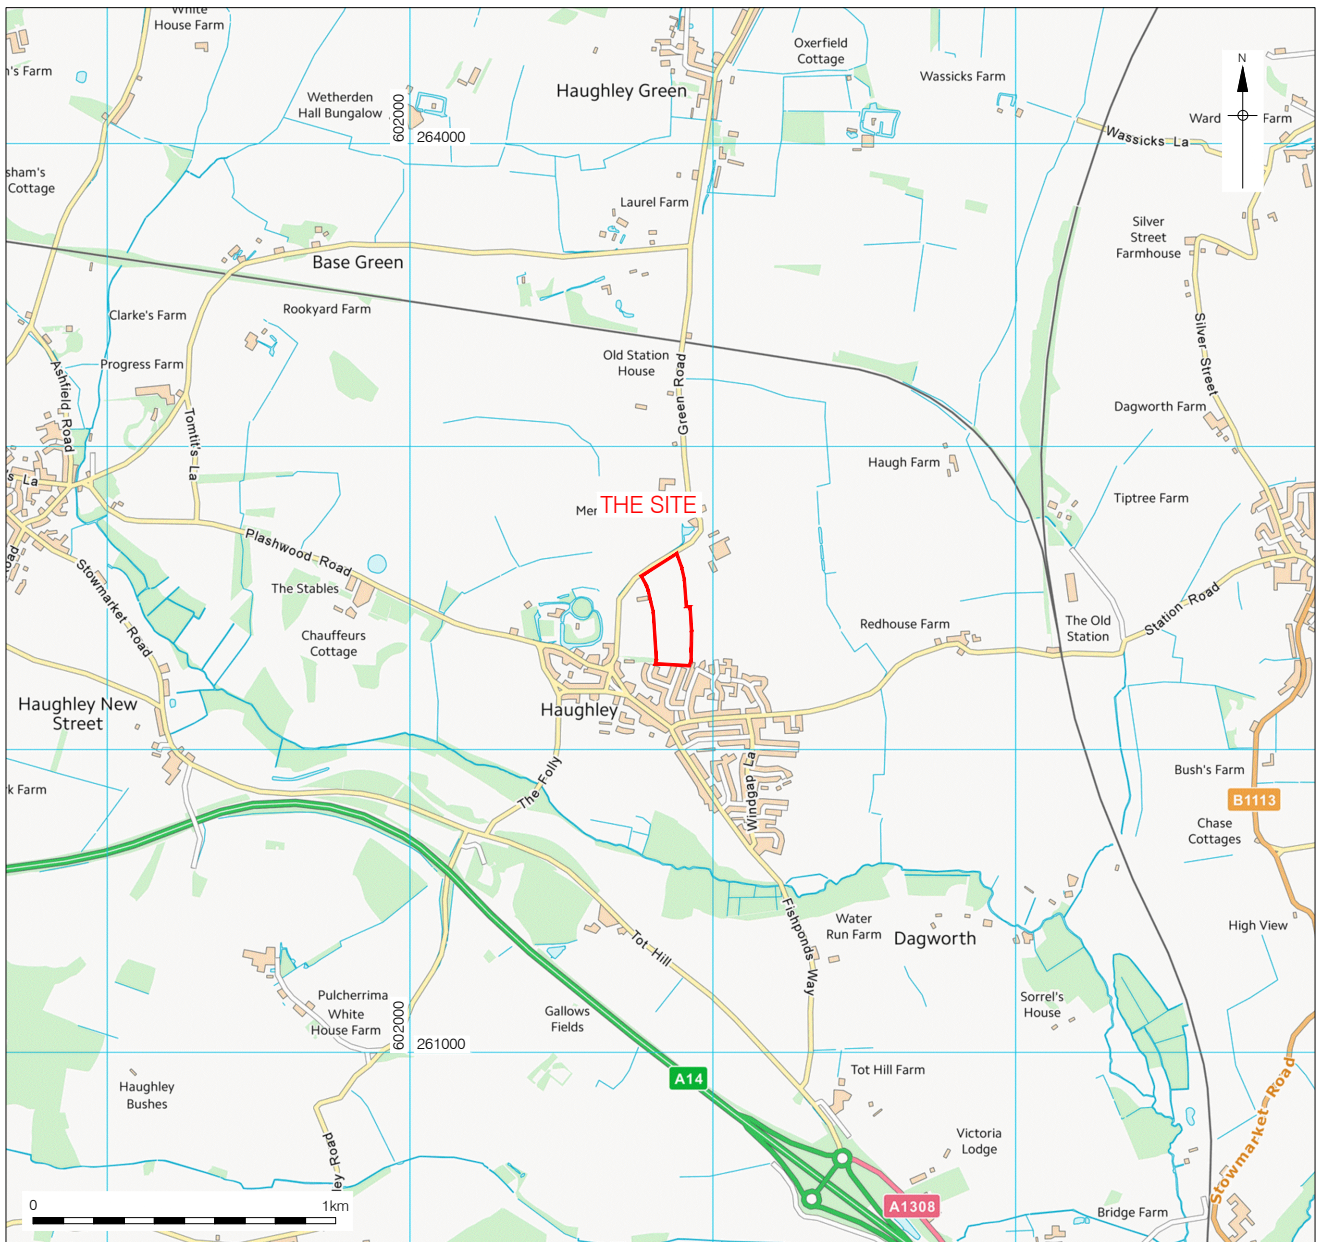 White
House Farm
Oxerfield
Cottage
N
n's Farm
Haughley Green
Wassicks Farm
Wetherden
Hall Bungalow
602000
264000
Ward
Farm
Wassicks La
sham's
Cottage
Laurel Farm
Silver
Street
Farmhouse
Base Green
Rookyard Farm
Clarke's Farm
Silver Street
Old Station
House
Progress Farm
Green Road
Ashfield Road
Tomtit's La
Dagworth Farm
Haugh Farm
's La
Tiptree Farm
Mer
THE SITE
Plashwood Road
oad
Stowmarket Road
The Stables
Station Road
Chauffeurs
Cottage
Redhouse Farm
The Old
Station
Haughley New
Street
Haughley
Windgap La
The Folly
Bush's Farm
rk Farm
B1113
Chase
Cottages
Fishponds Way
Water
Run Farm
Dagworth
High View
Tot Hill
Pulcherrima
White
House Farm
Sorrel's
House
Gallows
Fields
602000
261000
A14
Tot Hill Farm
Haughley
Bushes
Stowmarket Road
Victoria
Lodge
ley Road
0
1km
A1308
Bridge Farm